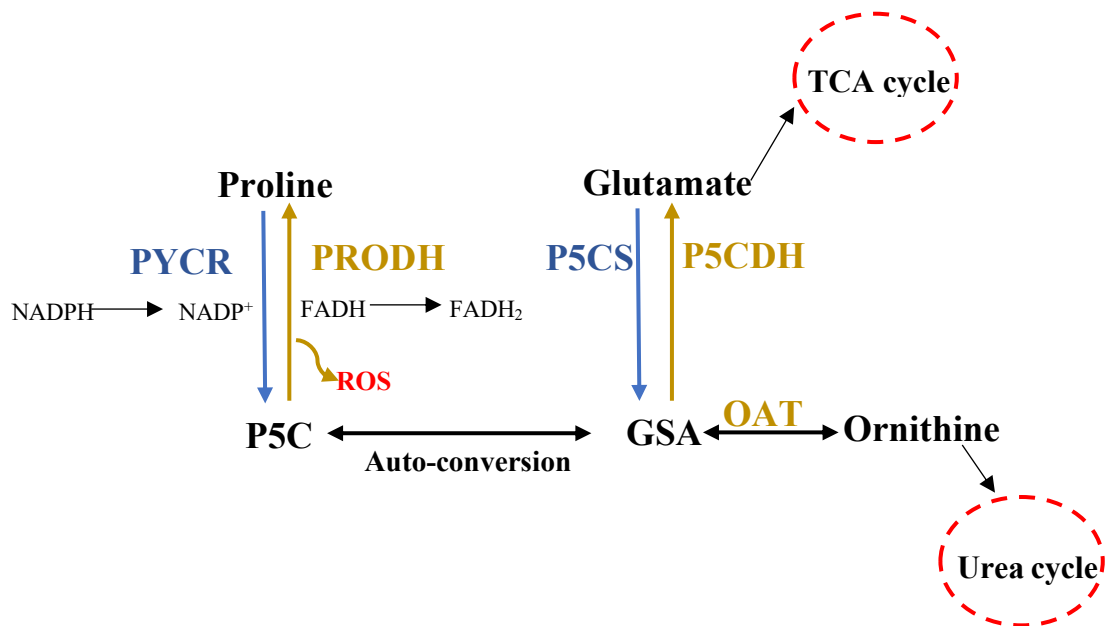 TCA cycle
Proline
Glutamate
PYCR
PRODH
P5CS
P5CDH
NADPH
NADP⁺
FADH
FADH₂
ROS
P5C
Auto-conversion
GSA
OAT
Ornithine
Urea cycle